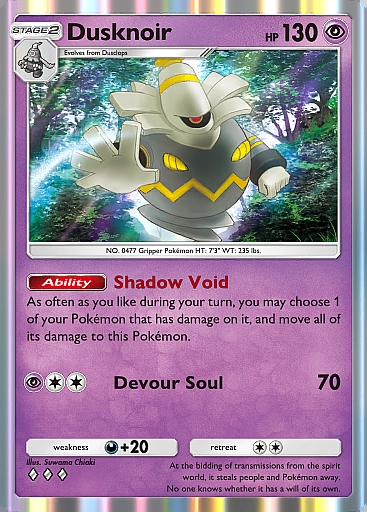 STAGE 2 Dusknoir HP 130
Evolves from Dusclops
NO. 0477 Gripper Pokémon HT: 7'3" WT: 235 lbs.
Ability Shadow Void
As often as you like during your turn, you may choose 1
of your Pokémon that has damage on it, and move all of
its damage to this Pokémon.
Devour Soul 70
weakness +20 retreat
Illus. Suwama Chiaki
At the bidding of transmissions from the spirit
world, it steals people and Pokémon away.
No one knows whether it has a will of its own.